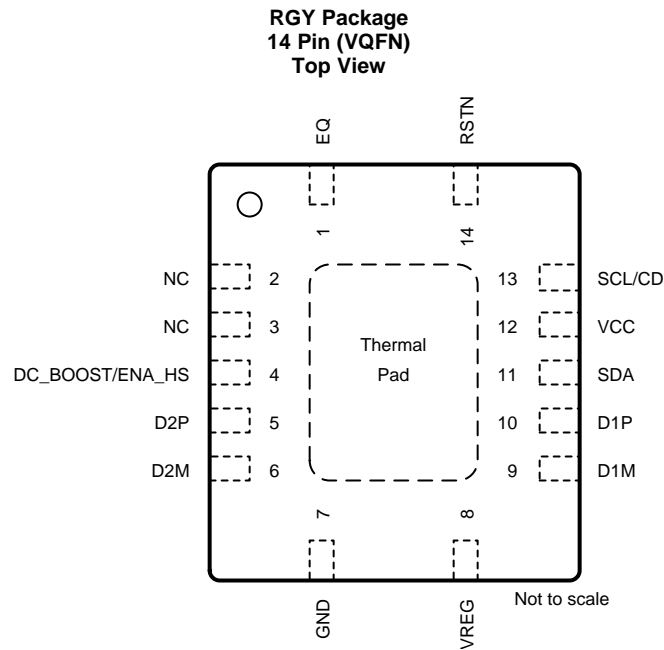 RGY Package
14 Pin (VQFN)
Top View
EQ
RSTN
1
14
NC 2
13 SCL/CD
NC 3
12 VCC
Thermal
Pad
DC_BOOST/ENA_HS 4
11 SDA
D2P 5
10 D1P
D2M 6
9 D1M
7
8
GND
VREG
Not to scale